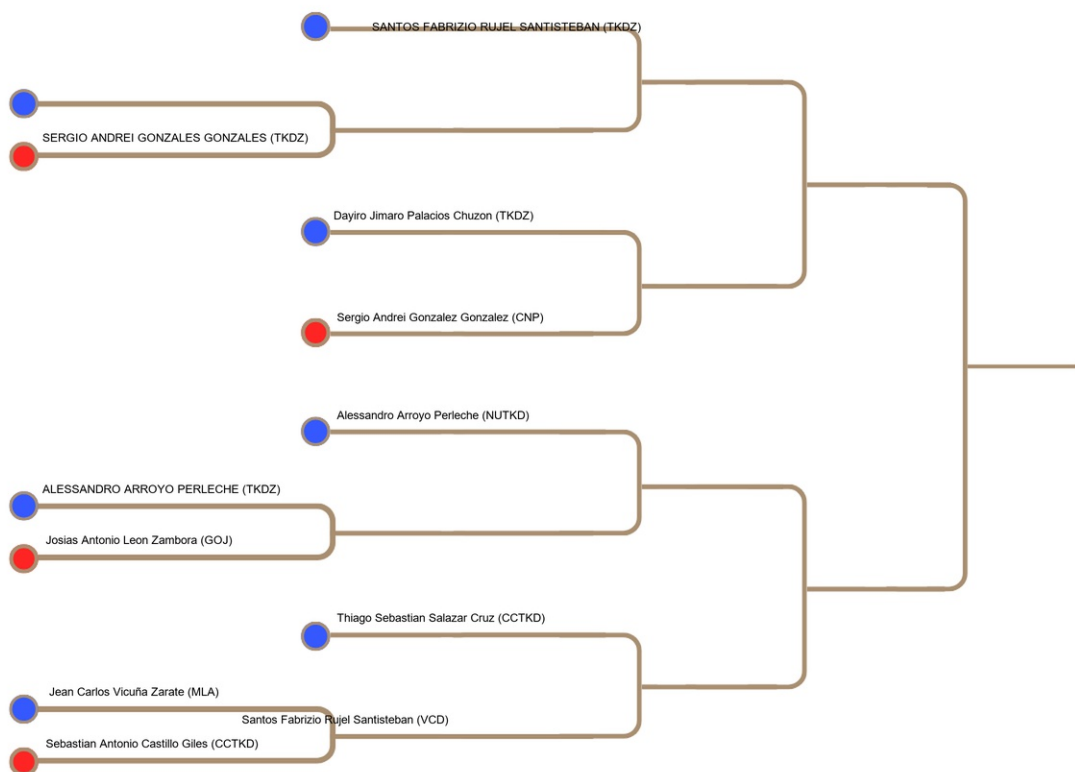 SANTOS FABRIZIO RUJEL SANTISTEBAN (TKDZ)
SERGIO ANDREI GONZALES GONZALES (TKDZ)
Dayiro Jimaro Palacios Chuzon (TKDZ)
Sergio Andrei Gonzalez Gonzalez (CNP)
Alessandro Arroyo Perleche (NUTKD)
ALESSANDRO ARROYO PERLECHE (TKDZ)
Josias Antonio Leon Zambora (GOJ)
Thiago Sebastian Salazar Cruz (CCTKD)
Jean Carlos Vicuña Zarate (MLA)
Santos Fabrizio Rujel Santisteban (VCD)
Sebastian Antonio Castillo Giles (CCTKD)